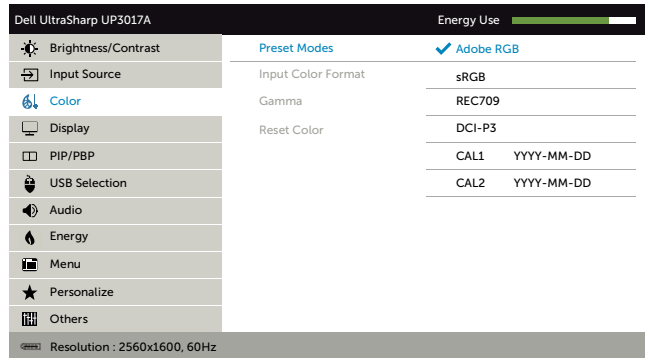 Dell UltraSharp UP3017A Energy Use
Brightness/Contrast Preset Modes Adobe RGB
Input Source Input Color Format sRGB
Color Gamma REC709
Display Reset Color DCI-P3
PIP/PBP CAL1 YYYY-MM-DD
USB Selection CAL2 YYYY-MM-DD
Audio
Energy
Menu
Personalize
Others
Resolution : 2560x1600, 60Hz